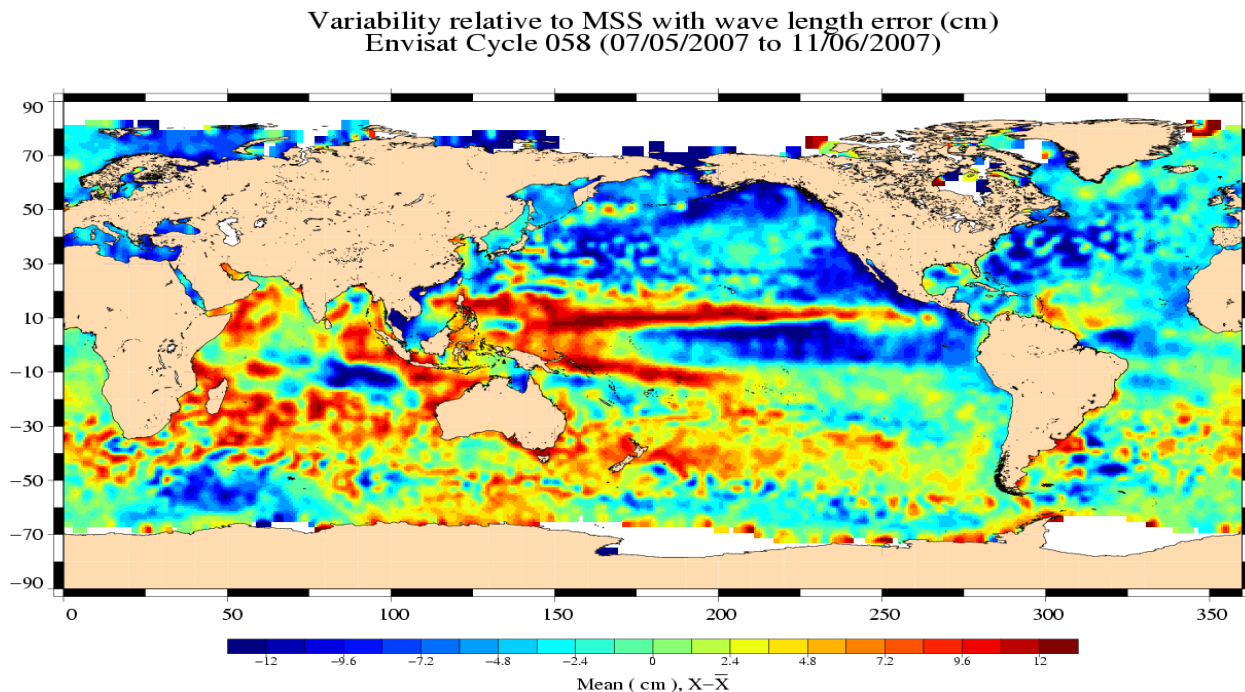 Variability relative to MSS with wave length error (cm)
Envisat Cycle 058 (07/05/2007 to 11/06/2007)
90
70
50
30
10
−10
−30
−50
−70
−90
0 50 100 150 200 250 300 350
−12 −9.6 −7.2 −4.8 −2.4 0 2.4 4.8 7.2 9.6 12
Mean ( cm ), X−X̅